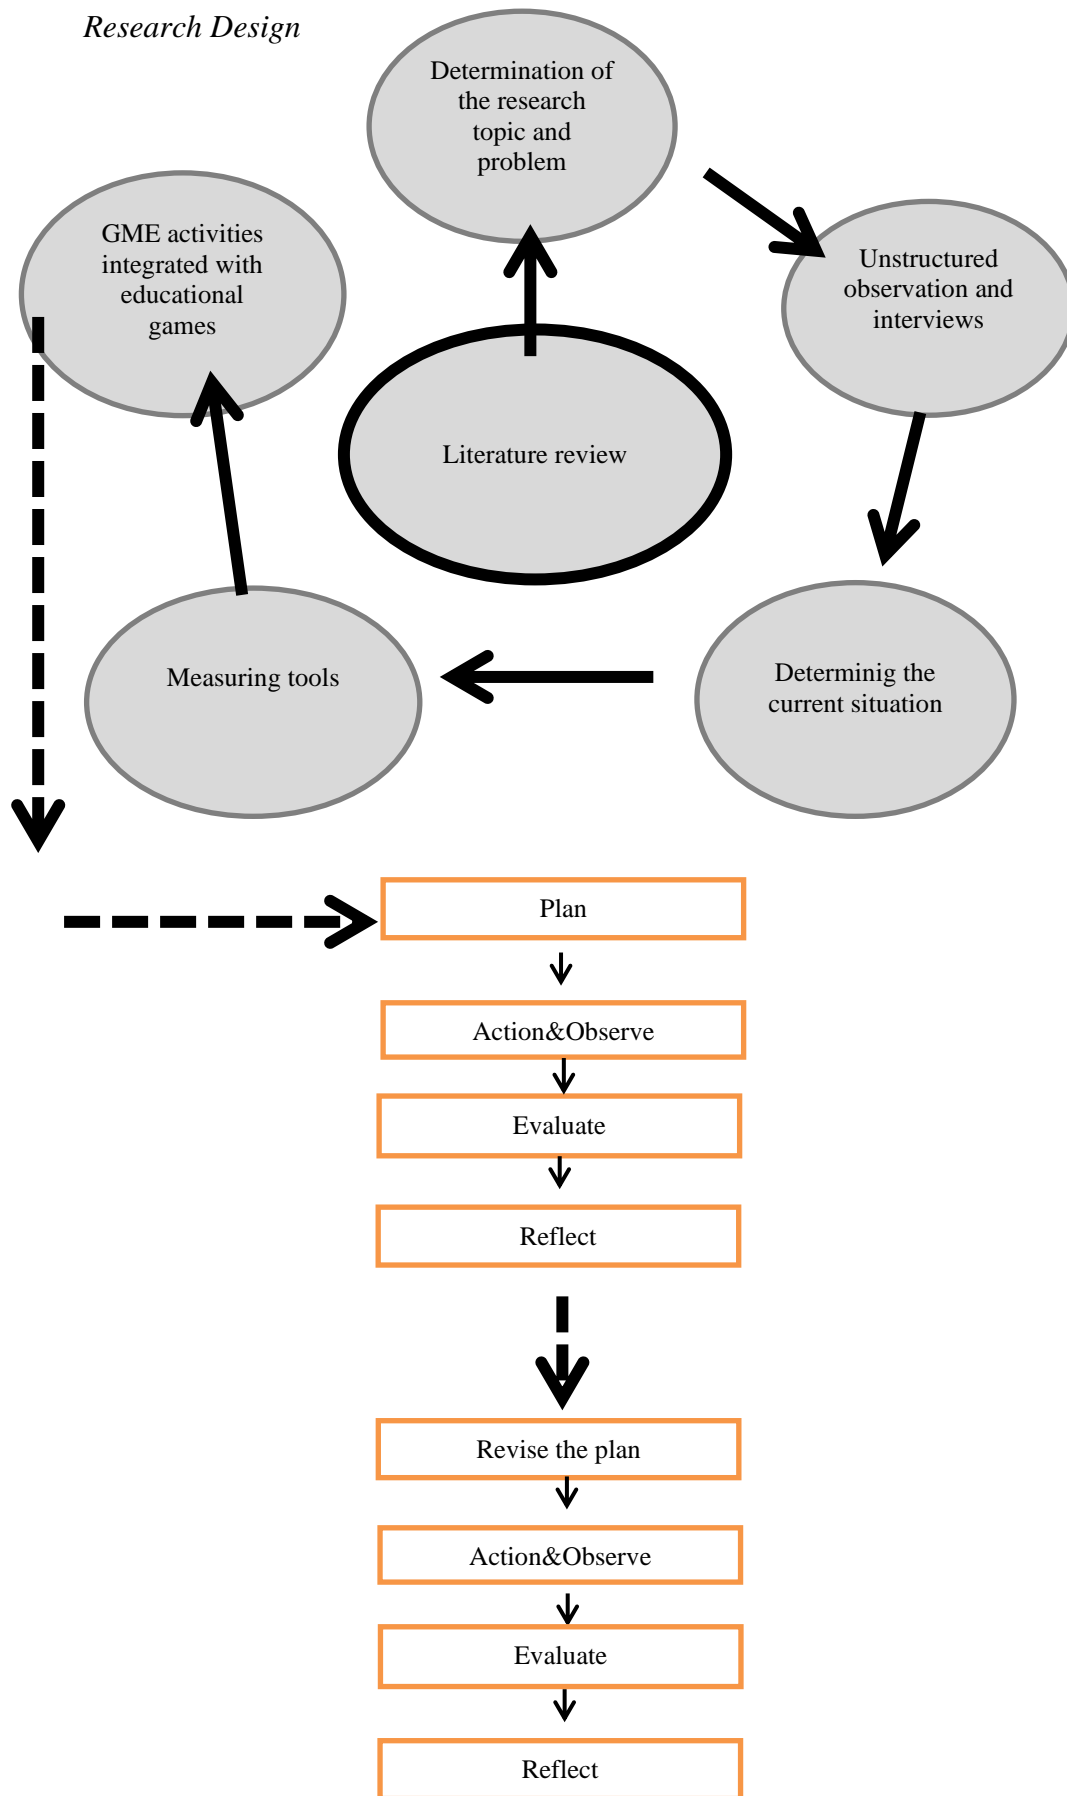 Research Design
Determination of
the research
topic and
problem
GME activities
integrated with
educational
games
Unstructured
observation and
interviews
Literature review
Measuring tools
Determinig the
current situation
Plan
Action&Observe
Evaluate
Reflect
Revise the plan
Action&Observe
Evaluate
Reflect